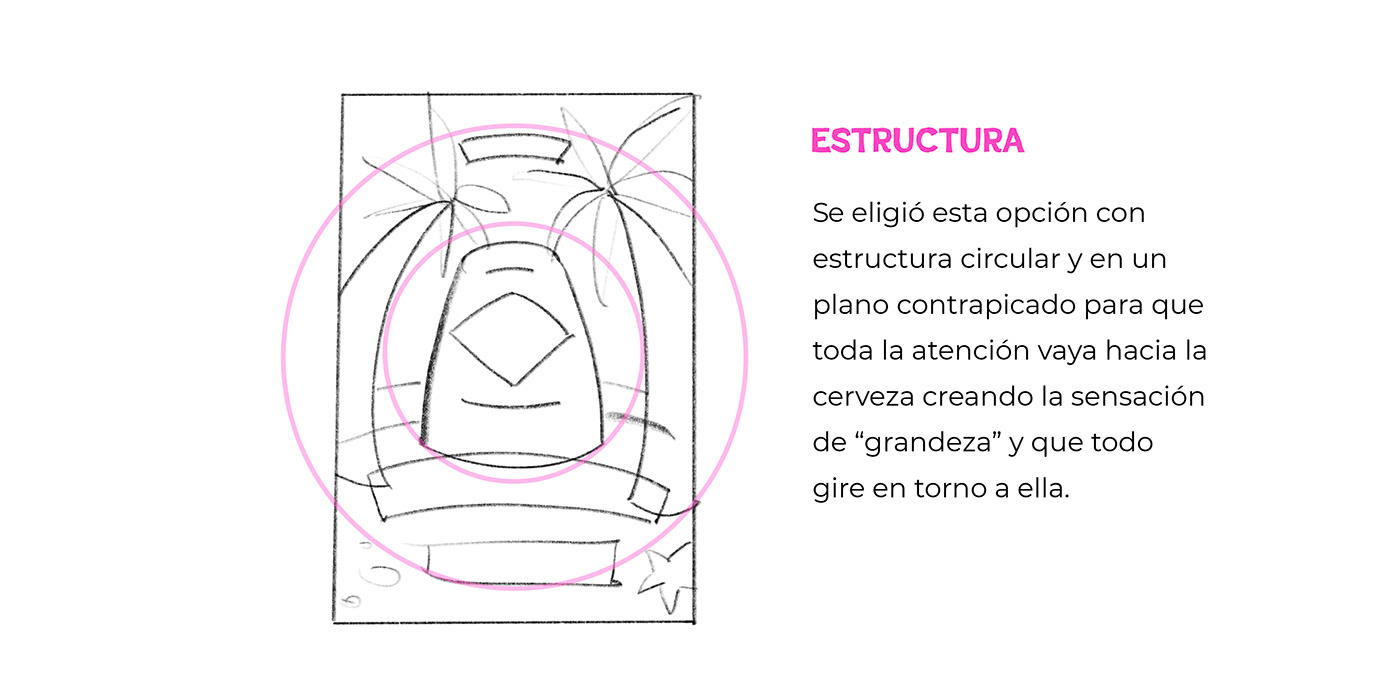 ESTRUCTURA
Se eligió esta opción con
estructura circular y en un
plano contrapicado para que
toda la atención vaya hacia la
cerveza creando la sensación
de “grandeza” y que todo
gire en torno a ella.